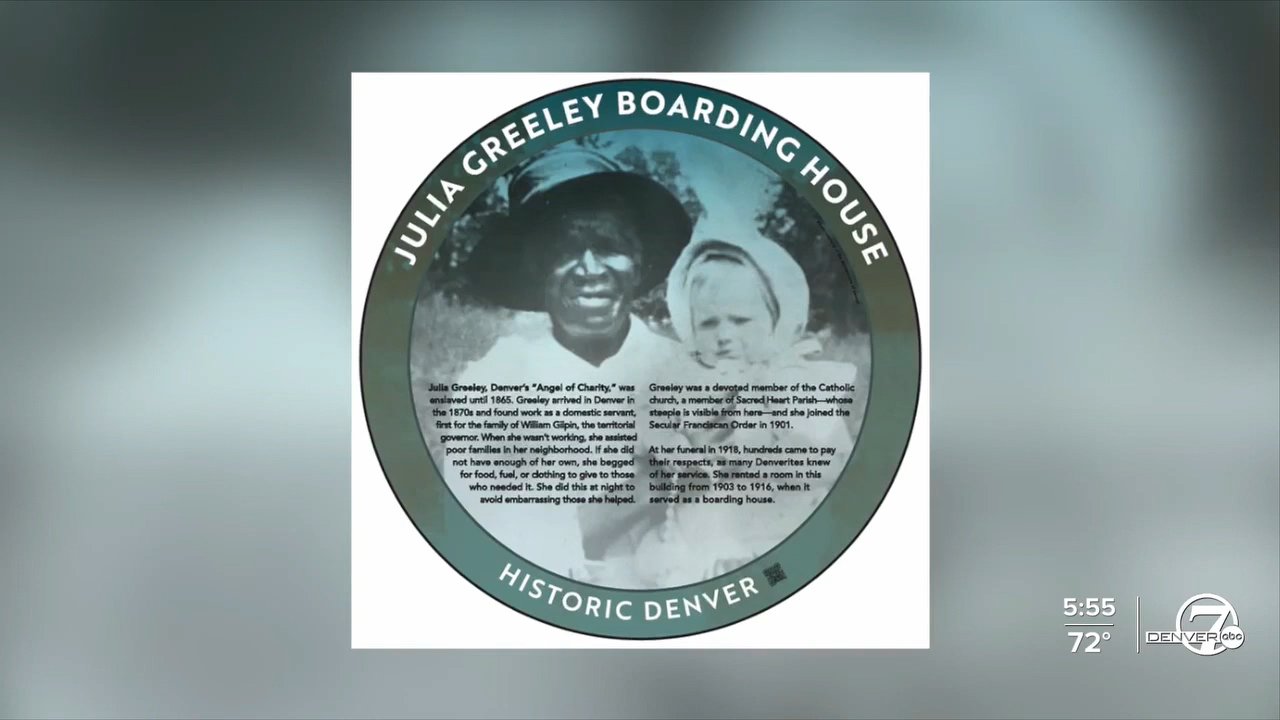 JULIA GREELEY BOARDING HOUSE
Julia Greeley, Denver's "Angel of Charity," was
enslaved until 1865. Greeley arrived in Denver in
the 1870s and found work as a domestic servant,
first for the family of William Gilpin, the territorial
governor. When she wasn't working, she assisted
poor families in her neighborhood. If she did
not have enough of her own, she begged
for food, fuel, or clothing to give to those
who needed it. She did this at night to
avoid embarrassing those she helped.
Greeley was a devoted member of the Catholic
church, a member of Sacred Heart Parish—whose
steeple is visible from here—and she joined the
Secular Franciscan Order in 1901.
At her funeral in 1918, hundreds came to pay
their respects, as many Denverites knew
of her service. She rented a room in this
building from 1903 to 1916, when it
served as a boarding house.
HISTORIC DENVER
5:55
72°
DENVER 7 abc